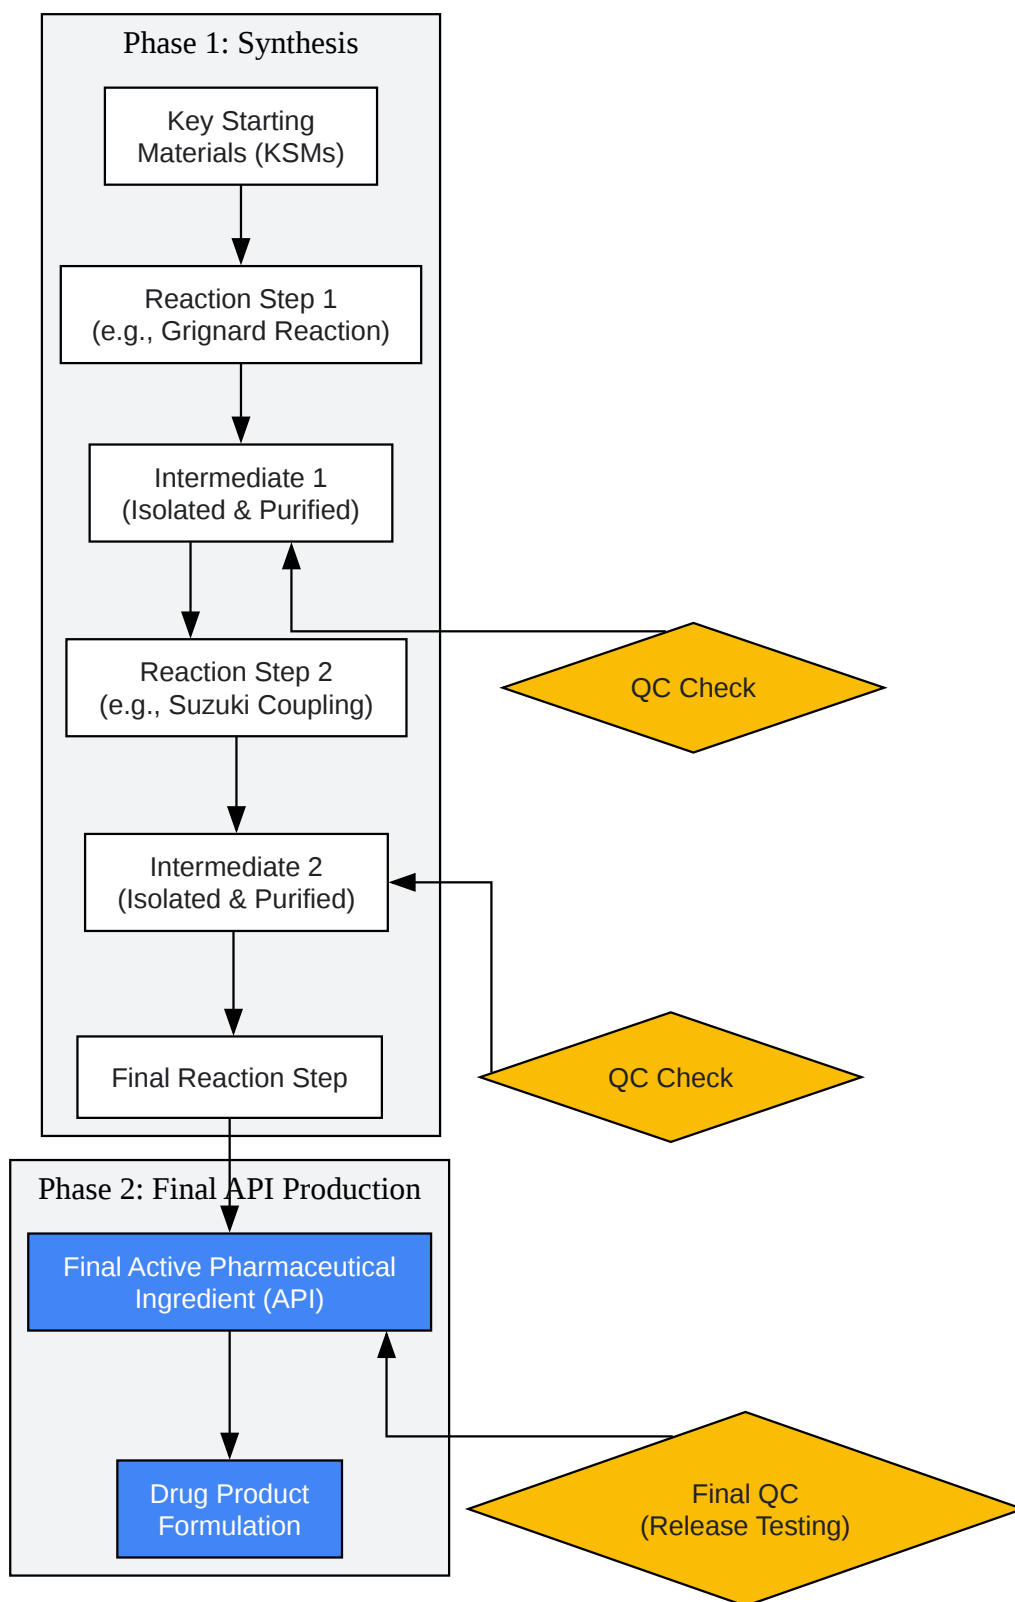 Phase 1: Synthesis
Key Starting
Materials (KSMs)
Reaction Step 1
(e.g., Grignard Reaction)
Intermediate 1
(Isolated & Purified)
Reaction Step 2
(e.g., Suzuki Coupling)
QC Check
Intermediate 2
(Isolated & Purified)
Final Reaction Step
QC Check
Phase 2: Final API Production
Final Active Pharmaceutical
Ingredient (API)
Drug Product
Formulation
Final QC
(Release Testing)